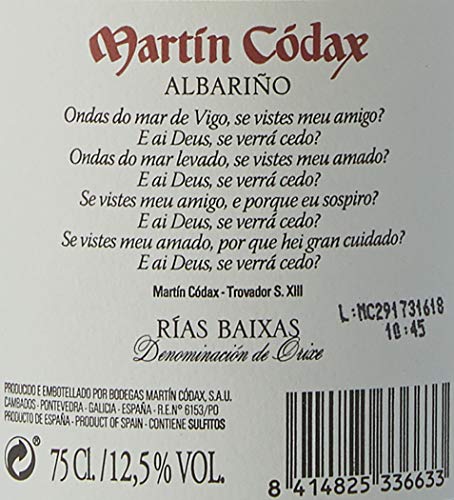 Martín Códax
ALBARIÑO
Ondas do mar de Vigo, se vistes meu amigo?
E ai Deus, se verrá cedo?
Ondas do mar levado, se vistes meu amado?
E ai Deus, se verrá cedo?
Se vistes meu amigo, e porque eu sospiro?
E ai Deus, se verrá cedo?
Se vistes meu amado, por que hei gran cuidado?
E ai Deus, se verrá cedo?
Martín Códax - Trovador S. XIII
L:MC291731618
10:45
RÍAS BAIXAS
Denominación de Orixe
PRODUCIDO E EMBOTELLADO POR BODEGAS MARTÍN CÓDAX, S.A.U.
CAMBADOS - PONTEVEDRA - GALICIA - ESPAÑA - R.E.Nº 6153/PO
PRODUCTO DE ESPAÑA - PRODUCT OF SPAIN - CONTIENE SULFITOS
75 Cl. / 12,5% VOL.
8 414825 336633